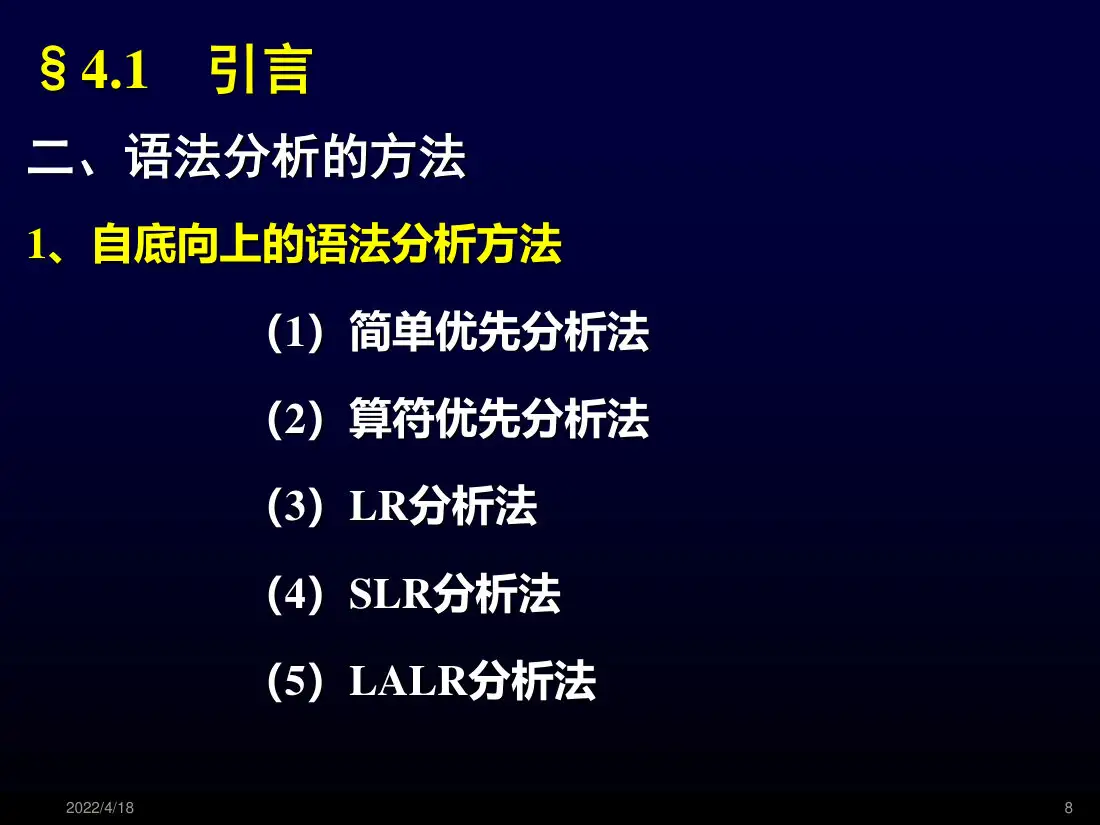 §4.1 引言
二、语法分析的方法
1、自底向上的语法分析方法
（1）简单优先分析法
（2）算符优先分析法
（3）LR分析法
（4）SLR分析法
（5）LALR分析法
2022/4/18
8